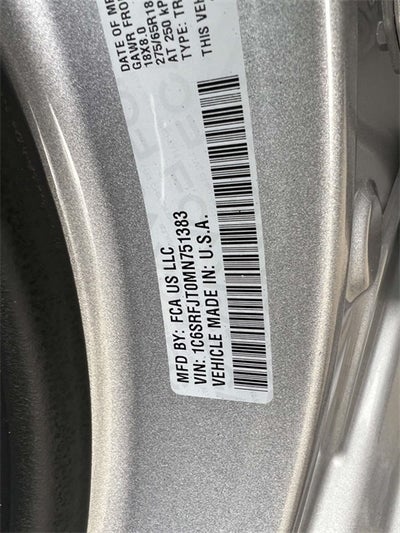 DATE OF M
GAWR FRO
18X8.0
275/65R18
AT 250 KP
TYPE: TR
THIS VEH
MFD BY: FCA US LLC
VIN: 1C6SRFJT0MN751383
VEHICLE MADE IN: U.S.A.